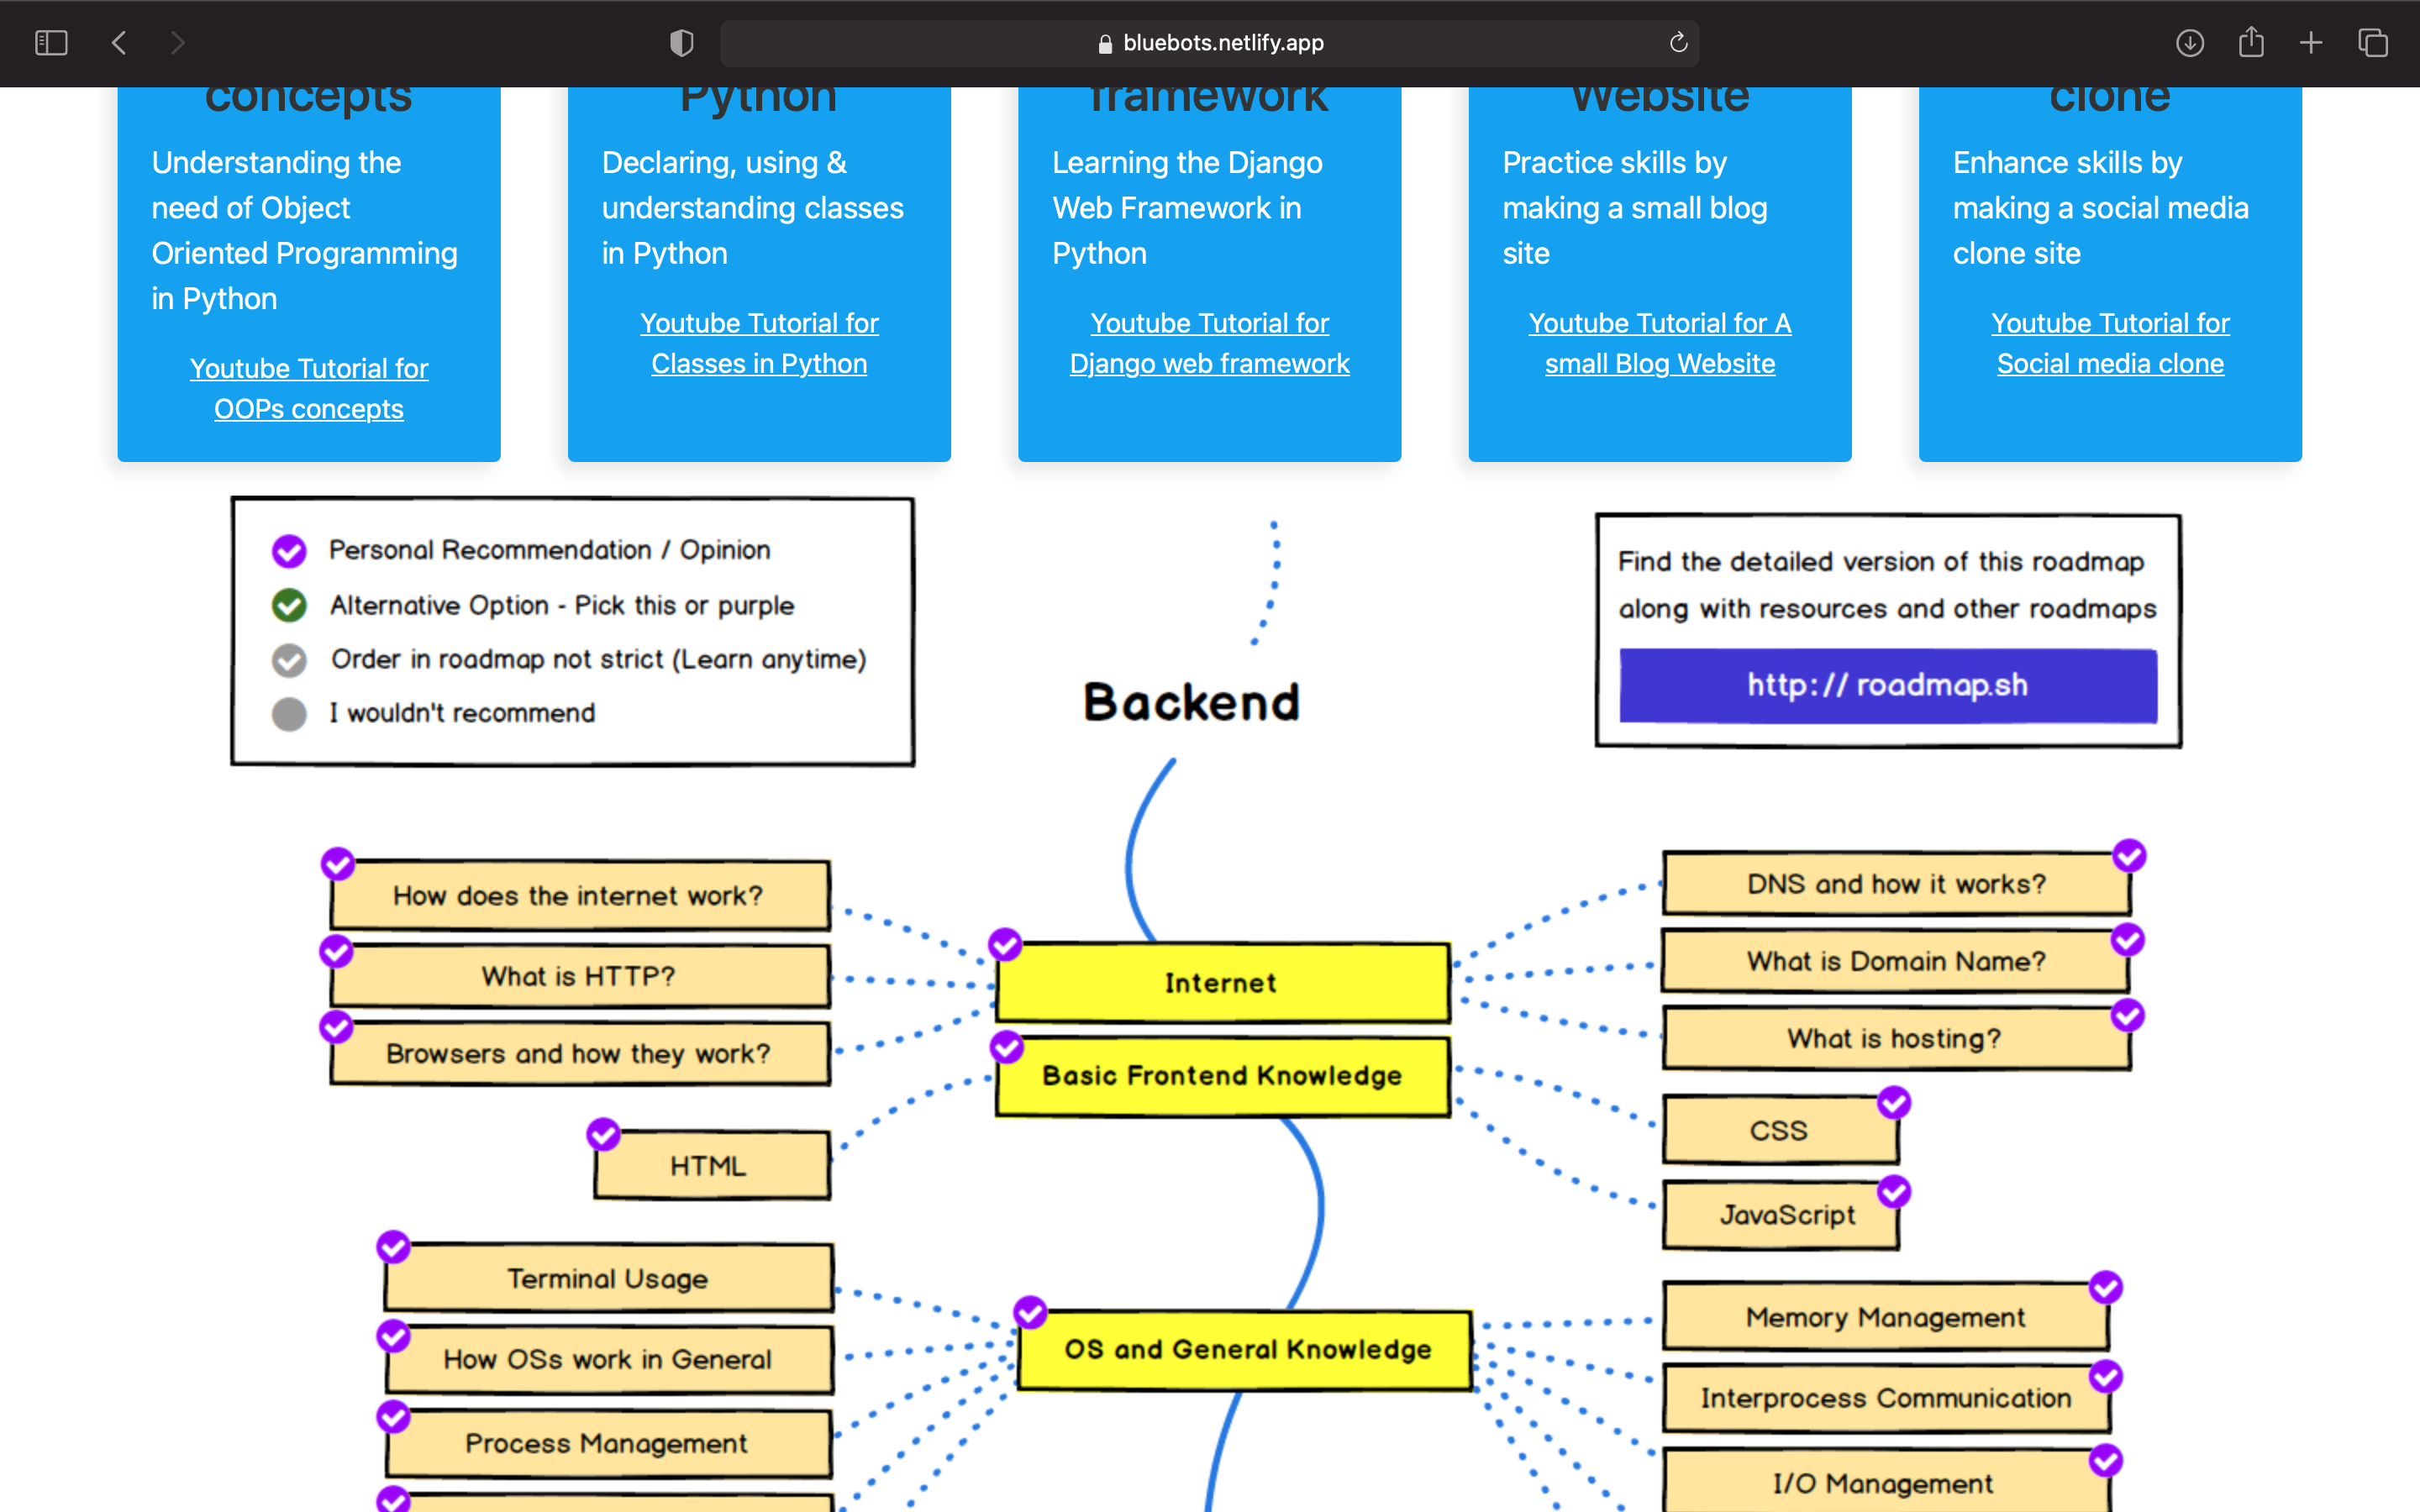 bluebots.netlify.app
concepts
Understanding the
need of Object
Oriented Programming
in Python
Youtube Tutorial for
OOPs concepts
Python
Declaring, using &
understanding classes
in Python
Youtube Tutorial for
Classes in Python
framework
Learning the Django
Web Framework in
Python
Youtube Tutorial for
Django web framework
Website
Practice skills by
making a small blog
site
Youtube Tutorial for A
small Blog Website
clone
Enhance skills by
making a social media
clone site
Youtube Tutorial for
Social media clone
Personal Recommendation / Opinion
Alternative Option - Pick this or purple
Order in roadmap not strict (Learn anytime)
I wouldn't recommend
Find the detailed version of this roadmap
along with resources and other roadmaps
http:// roadmap.sh
Backend
How does the internet work?
What is HTTP?
Browsers and how they work?
Internet
DNS and how it works?
What is Domain Name?
What is hosting?
Basic Frontend Knowledge
HTML
CSS
JavaScript
Terminal Usage
How OSs work in General
Process Management
OS and General Knowledge
Memory Management
Interprocess Communication
I/O Management